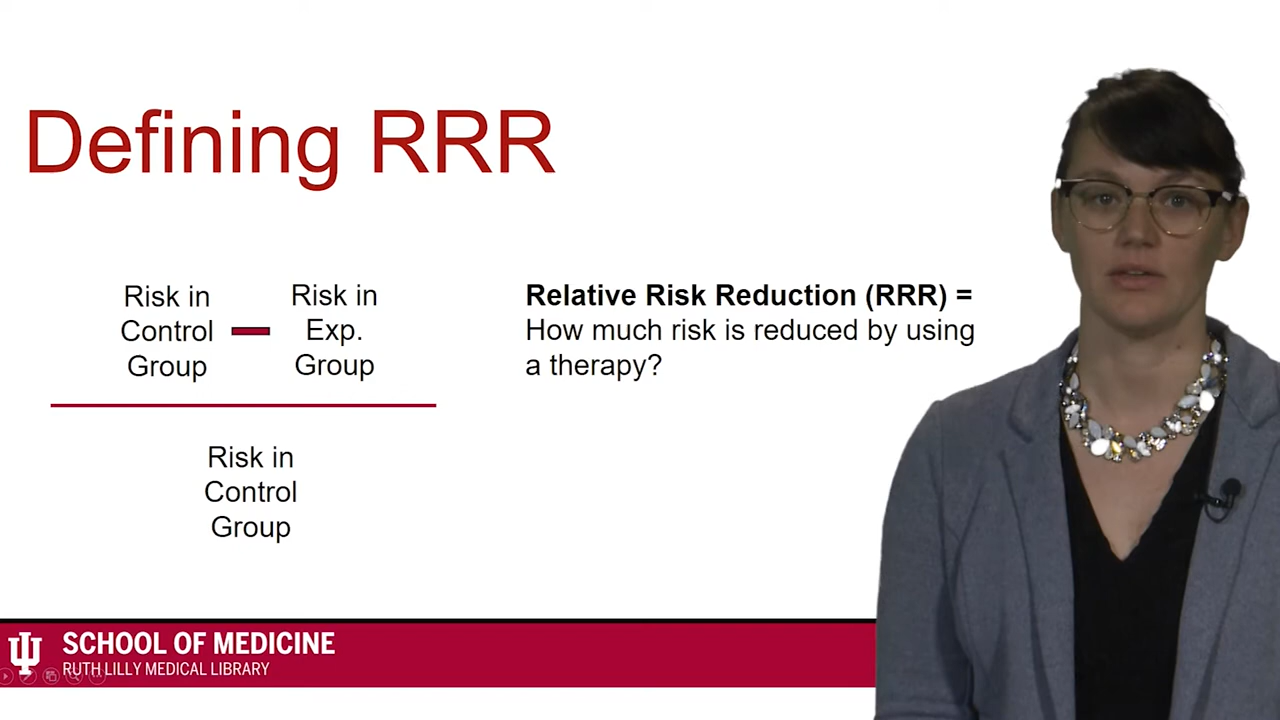 Defining RRR
Risk in
Control
Group
Risk in
Exp.
Group
Risk in
Control
Group
Relative Risk Reduction (RRR) =
How much risk is reduced by using
a therapy?
SCHOOL OF MEDICINE
RUTH LILLY MEDICAL LIBRARY